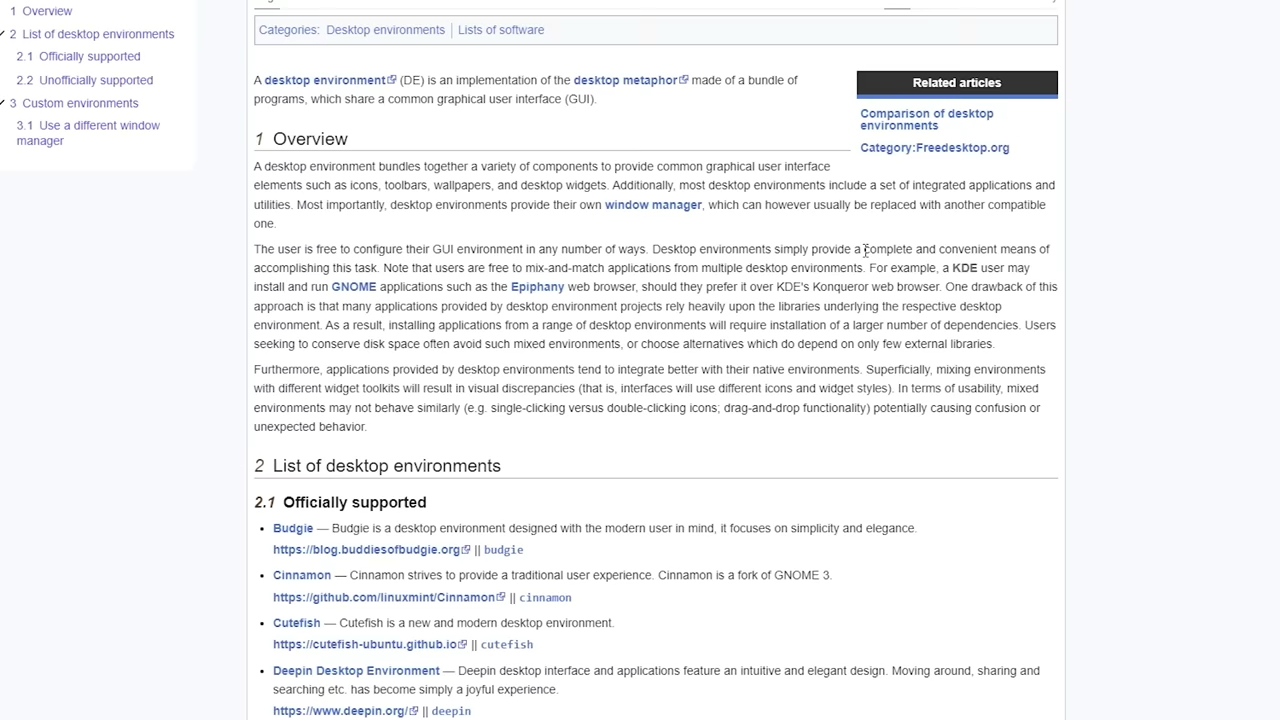 1 Overview
2 List of desktop environments
2.1 Officially supported
2.2 Unofficially supported
3 Custom environments
3.1 Use a different window
manager
Categories: Desktop environments | Lists of software
A desktop environment (DE) is an implementation of the desktop metaphor made of a bundle of
programs, which share a common graphical user interface (GUI).
Related articles
Comparison of desktop
environments
Category:Freedesktop.org
1 Overview
A desktop environment bundles together a variety of components to provide common graphical user interface
elements such as icons, toolbars, wallpapers, and desktop widgets. Additionally, most desktop environments include a set of integrated applications and
utilities. Most importantly, desktop environments provide their own window manager, which can however usually be replaced with another compatible
one.
The user is free to configure their GUI environment in any number of ways. Desktop environments simply provide a complete and convenient means of
accomplishing this task. Note that users are free to mix-and-match applications from multiple desktop environments. For example, a KDE user may
install and run GNOME applications such as the Epiphany web browser, should they prefer it over KDE's Konqueror web browser. One drawback of this
approach is that many applications provided by desktop environment projects rely heavily upon the libraries underlying the respective desktop
environment. As a result, installing applications from a range of desktop environments will require installation of a larger number of dependencies. Users
seeking to conserve disk space often avoid such mixed environments, or choose alternatives which do depend on only few external libraries.
Furthermore, applications provided by desktop environments tend to integrate better with their native environments. Superficially, mixing environments
with different widget toolkits will result in visual discrepancies (that is, interfaces will use different icons and widget styles). In terms of usability, mixed
environments may not behave similarly (e.g. single-clicking versus double-clicking icons; drag-and-drop functionality) potentially causing confusion or
unexpected behavior.
2 List of desktop environments
2.1 Officially supported
• Budgie — Budgie is a desktop environment designed with the modern user in mind, it focuses on simplicity and elegance.
https://blog.buddiesofbudgie.org || budgie
• Cinnamon — Cinnamon strives to provide a traditional user experience. Cinnamon is a fork of GNOME 3.
https://github.com/linuxmint/Cinnamon || cinnamon
• Cutefish — Cutefish is a new and modern desktop environment.
https://cutefish-ubuntu.github.io || cutefish
• Deepin Desktop Environment — Deepin desktop interface and applications feature an intuitive and elegant design. Moving around, sharing and
searching etc. has become simply a joyful experience.
https://www.deepin.org/ || deepin